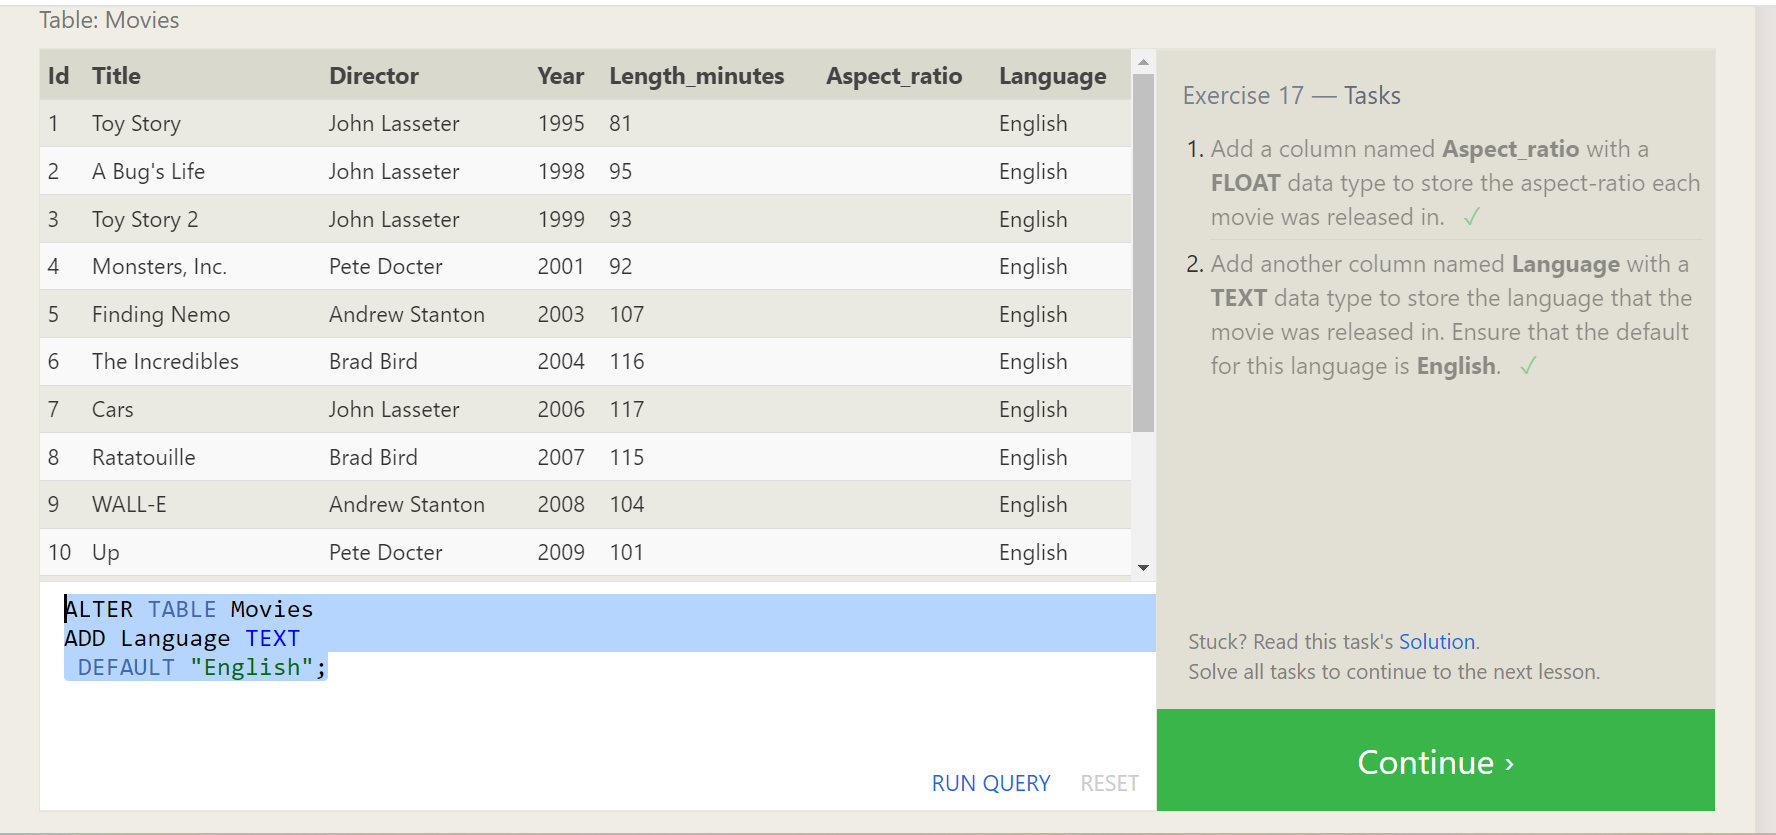 Table: Movies
Id Title Director Year Length_minutes Aspect_ratio Language
1 Toy Story John Lasseter 1995 81 English
2 A Bug's Life John Lasseter 1998 95 English
3 Toy Story 2 John Lasseter 1999 93 English
4 Monsters, Inc. Pete Docter 2001 92 English
5 Finding Nemo Andrew Stanton 2003 107 English
6 The Incredibles Brad Bird 2004 116 English
7 Cars John Lasseter 2006 117 English
8 Ratatouille Brad Bird 2007 115 English
9 WALL-E Andrew Stanton 2008 104 English
10 Up Pete Docter 2009 101 English
ALTER TABLE Movies
ADD Language TEXT
DEFAULT "English";
RUN QUERY RESET
Exercise 17 — Tasks
1. Add a column named Aspect_ratio with a
FLOAT data type to store the aspect-ratio each
movie was released in. ✓
2. Add another column named Language with a
TEXT data type to store the language that the
movie was released in. Ensure that the default
for this language is English. ✓
Stuck? Read this task's Solution.
Solve all tasks to continue to the next lesson.
Continue ›